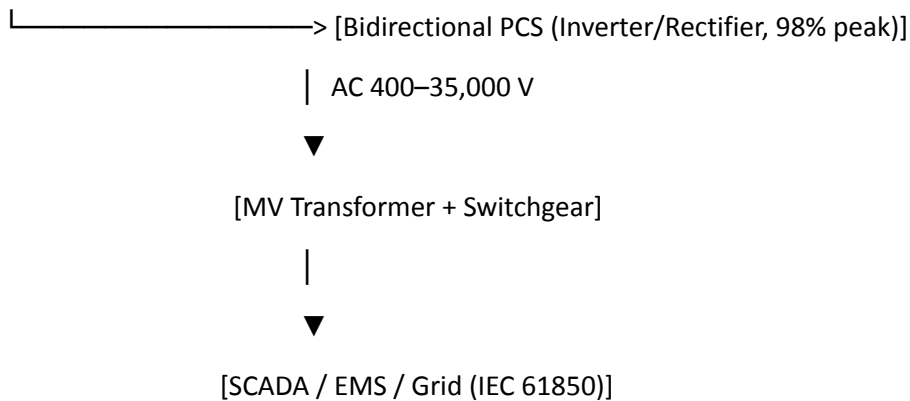 └──────────────────> [Bidirectional PCS (Inverter/Rectifier, 98% peak)]
│ AC 400–35,000 V
▼
[MV Transformer + Switchgear]
│
▼
[SCADA / EMS / Grid (IEC 61850)]